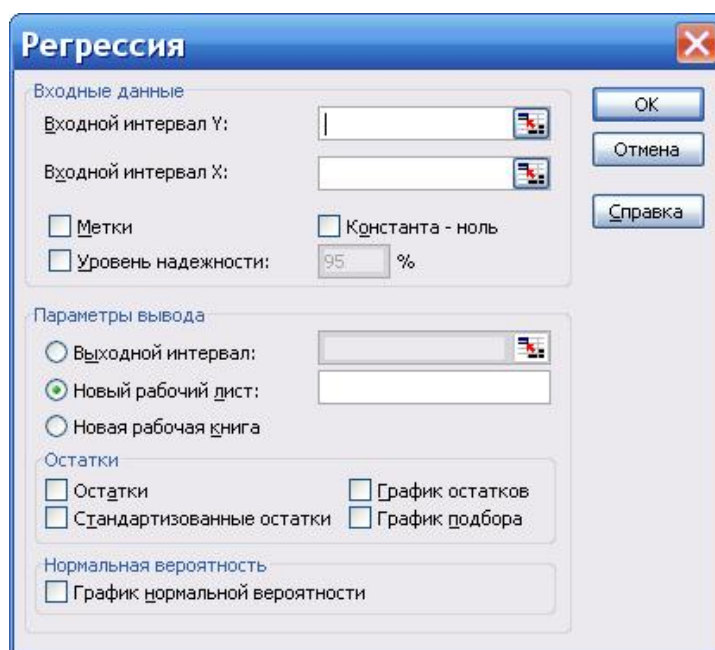 Регрессия
Входные данные
Входной интервал Y:
Входной интервал X:
Метки
Константа - ноль
Уровень надежности:
95 %
OK
Отмена
Справка
Параметры вывода
Выходной интервал:
Новый рабочий лист:
Новая рабочая книга
Остатки
Остатки
График остатков
Стандартизованные остатки
График подбора
Нормальная вероятность
График нормальной вероятности